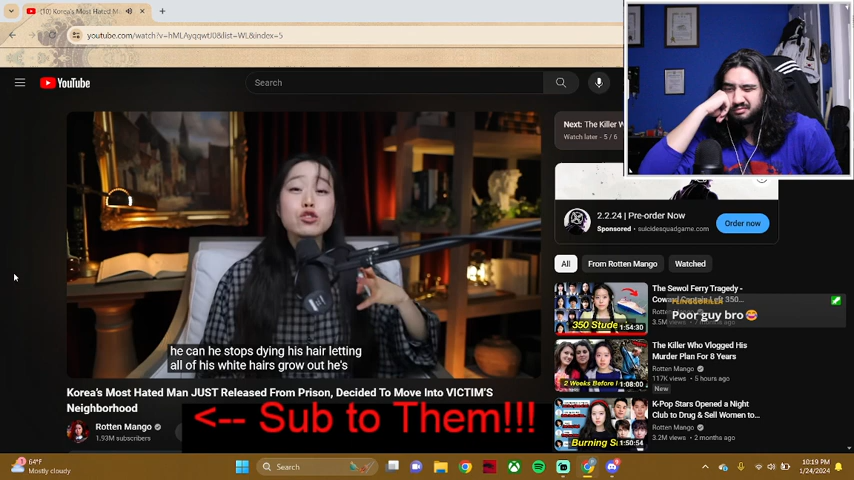 (10) Korea's Most Hated M
youtube.com/watch?v=hMLAyqqwtJ0&list=WL&index=5
YouTube
Search
Next: The Killer W
Watch later - 5 / 6
2.2.24 | Pre-order Now
Sponsored · suicidesquadgame.com
Order now
All
From Rotten Mango
Watched
he can he stops dying his hair letting
all of his white hairs grow out he's
Korea's Most Hated Man JUST Released From Prison, Decided To Move Into VICTIM'S
Neighborhood
Rotten Mango
1.93M subscribers
<-- Sub to Them!!!
350 Stude
1:54:30
The Sewol Ferry Tragedy -
Coward Captain Left 350...
Poor guy bro
2 Weeks Before
1:08:00
The Killer Who Vlogged His
Murder Plan For 8 Years
Rotten Mango
117K views • 5 hours ago
New
Burning S
1:50:54
K-Pop Stars Opened a Night
Club to Drug & Sell Women to...
Rotten Mango
3.2M views • 2 months ago
64°F
Mostly cloudy
Search
10:19 PM
1/24/2024